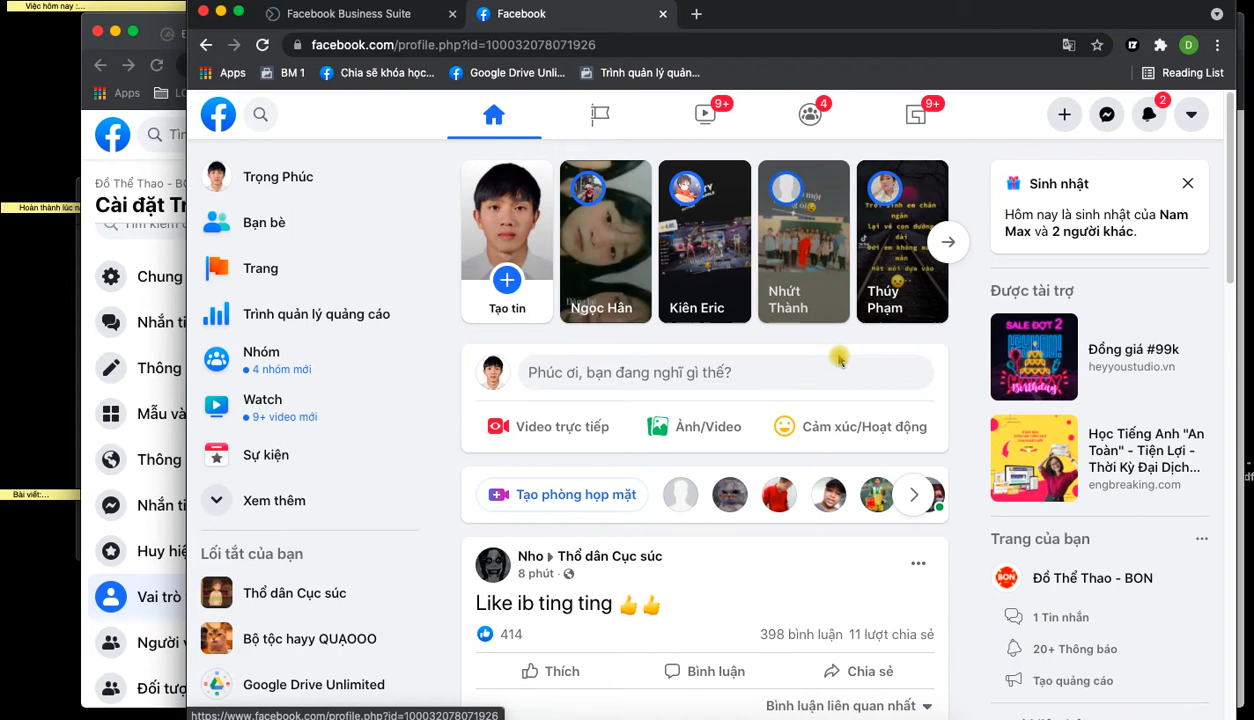 Việc hôm nay :...
Facebook Business Suite
Facebook
facebook.com/profile.php?id=100032078071926
D
Apps
BM 1
Chia sẽ khóa học...
Google Drive Unli...
Trình quản lý quản...
Reading List
Apps
9+
4
9+
2
Đồ Thể Thao - BO
Cài đặt Tr
Hoàn thành lúc n
Chung
Nhắn ti
Thông
Mẫu và
Thông
Nhắn ti
Huy hiệ
Vai trò
Người v
Đối tượ
Bài viết:...
Trọng Phúc
Bạn bè
Trang
Trình quản lý quảng cáo
Nhóm
4 nhóm mới
Watch
9+ video mới
Sự kiện
Xem thêm
Lối tắt của bạn
Thổ dân Cục súc
Bộ tộc hayy QUẠOOO
Google Drive Unlimited
https://www.facebook.com/profile.php?id=100032078071926
Tạo tin
Ngọc Hân
Kiên Eric
Nhứt
Thành
Thúy
Phạm
Phúc ơi, bạn đang nghĩ gì thế?
Video trực tiếp
Ảnh/Video
Cảm xúc/Hoạt động
Tạo phòng họp mặt
Nho Thổ dân Cục súc
8 phút
Like ib ting ting 👍👍
414
398 bình luận 11 lượt chia sẻ
Thích
Bình luận
Chia sẻ
Bình luận liên quan nhất
Sinh nhật
Hôm nay là sinh nhật của Nam
Max và 2 người khác.
Được tài trợ
SALE ĐỢT 2
Birthday
Đồng giá #99k
heyyoustudio.vn
Học Tiếng Anh "An
Toàn" - Tiện Lợi -
Thời Kỳ Đại Dịch...
engbreaking.com
Trang của bạn
BON
Đồ Thể Thao - BON
1 Tin nhắn
20+ Thông báo
Tạo quảng cáo